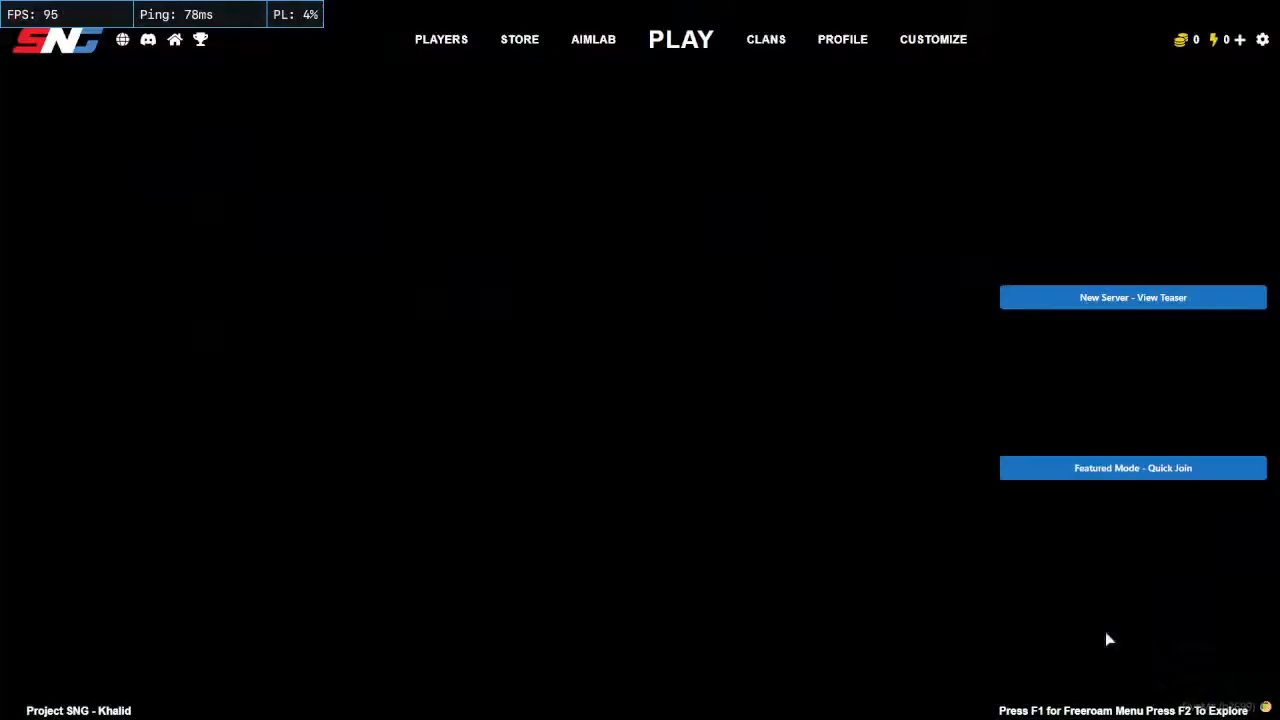 FPS: 95 Ping: 78ms PL: 4%
SNG PLAYERS STORE AIMLAB PLAY CLANS PROFILE CUSTOMIZE 0 0
New Server - View Teaser
Featured Mode - Quick Join
Project SNG - Khalid Press F1 for Freeroam Menu Press F2 To Explore